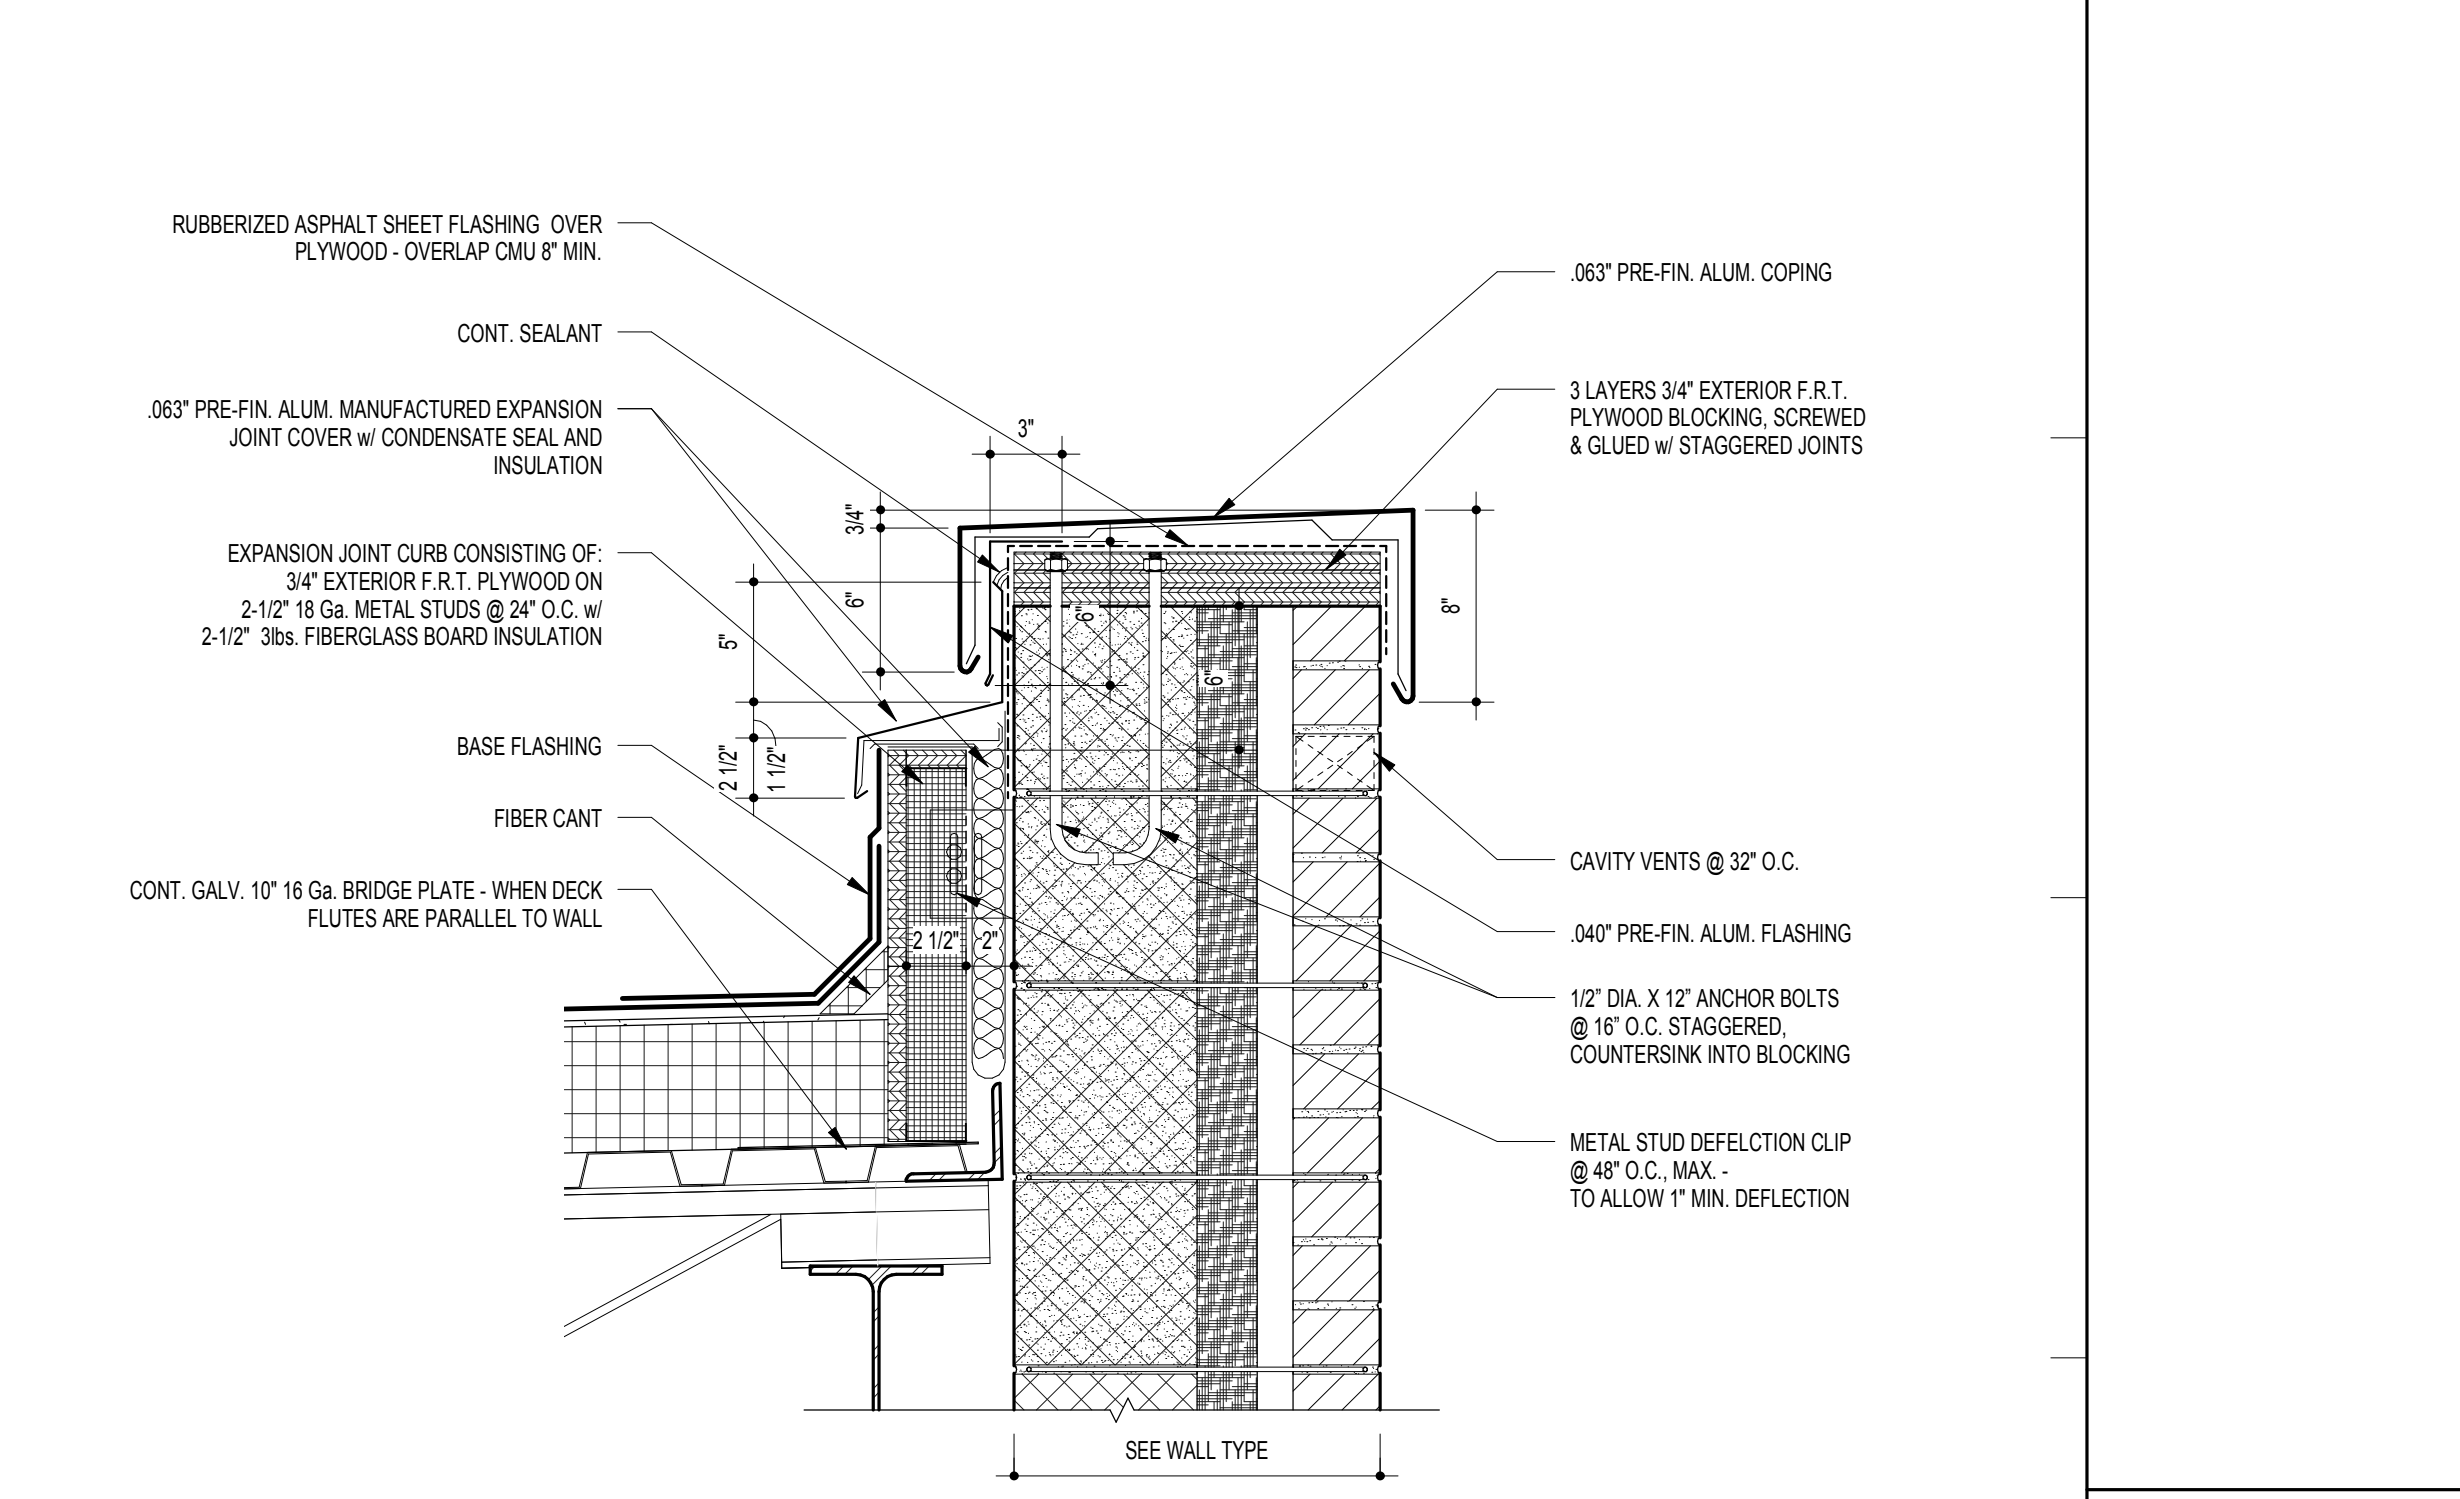 RUBBERIZED ASPHALT SHEET FLASHING OVER
PLYWOOD - OVERLAP CMU 8" MIN.
CONT. SEALANT
.063" PRE-FIN. ALUM. MANUFACTURED EXPANSION
JOINT COVER w/ CONDENSATE SEAL AND
INSULATION
EXPANSION JOINT CURB CONSISTING OF:
3/4" EXTERIOR F.R.T. PLYWOOD ON
2-1/2" 18 Ga. METAL STUDS @ 24" O.C. w/
2-1/2" 3lbs. FIBERGLASS BOARD INSULATION
BASE FLASHING
FIBER CANT
CONT. GALV. 10" 16 Ga. BRIDGE PLATE - WHEN DECK
FLUTES ARE PARALLEL TO WALL
3"
3/4"
6"
5"
2 1/2"
1 1/2"
6"
6"
8"
2 1/2"
2"
.063" PRE-FIN. ALUM. COPING
3 LAYERS 3/4" EXTERIOR F.R.T.
PLYWOOD BLOCKING, SCREWED
& GLUED w/ STAGGERED JOINTS
CAVITY VENTS @ 32" O.C.
.040" PRE-FIN. ALUM. FLASHING
1/2” DIA. X 12” ANCHOR BOLTS
@ 16” O.C. STAGGERED,
COUNTERSINK INTO BLOCKING
METAL STUD DEFELCTION CLIP
@ 48" O.C., MAX. -
TO ALLOW 1" MIN. DEFLECTION
SEE WALL TYPE